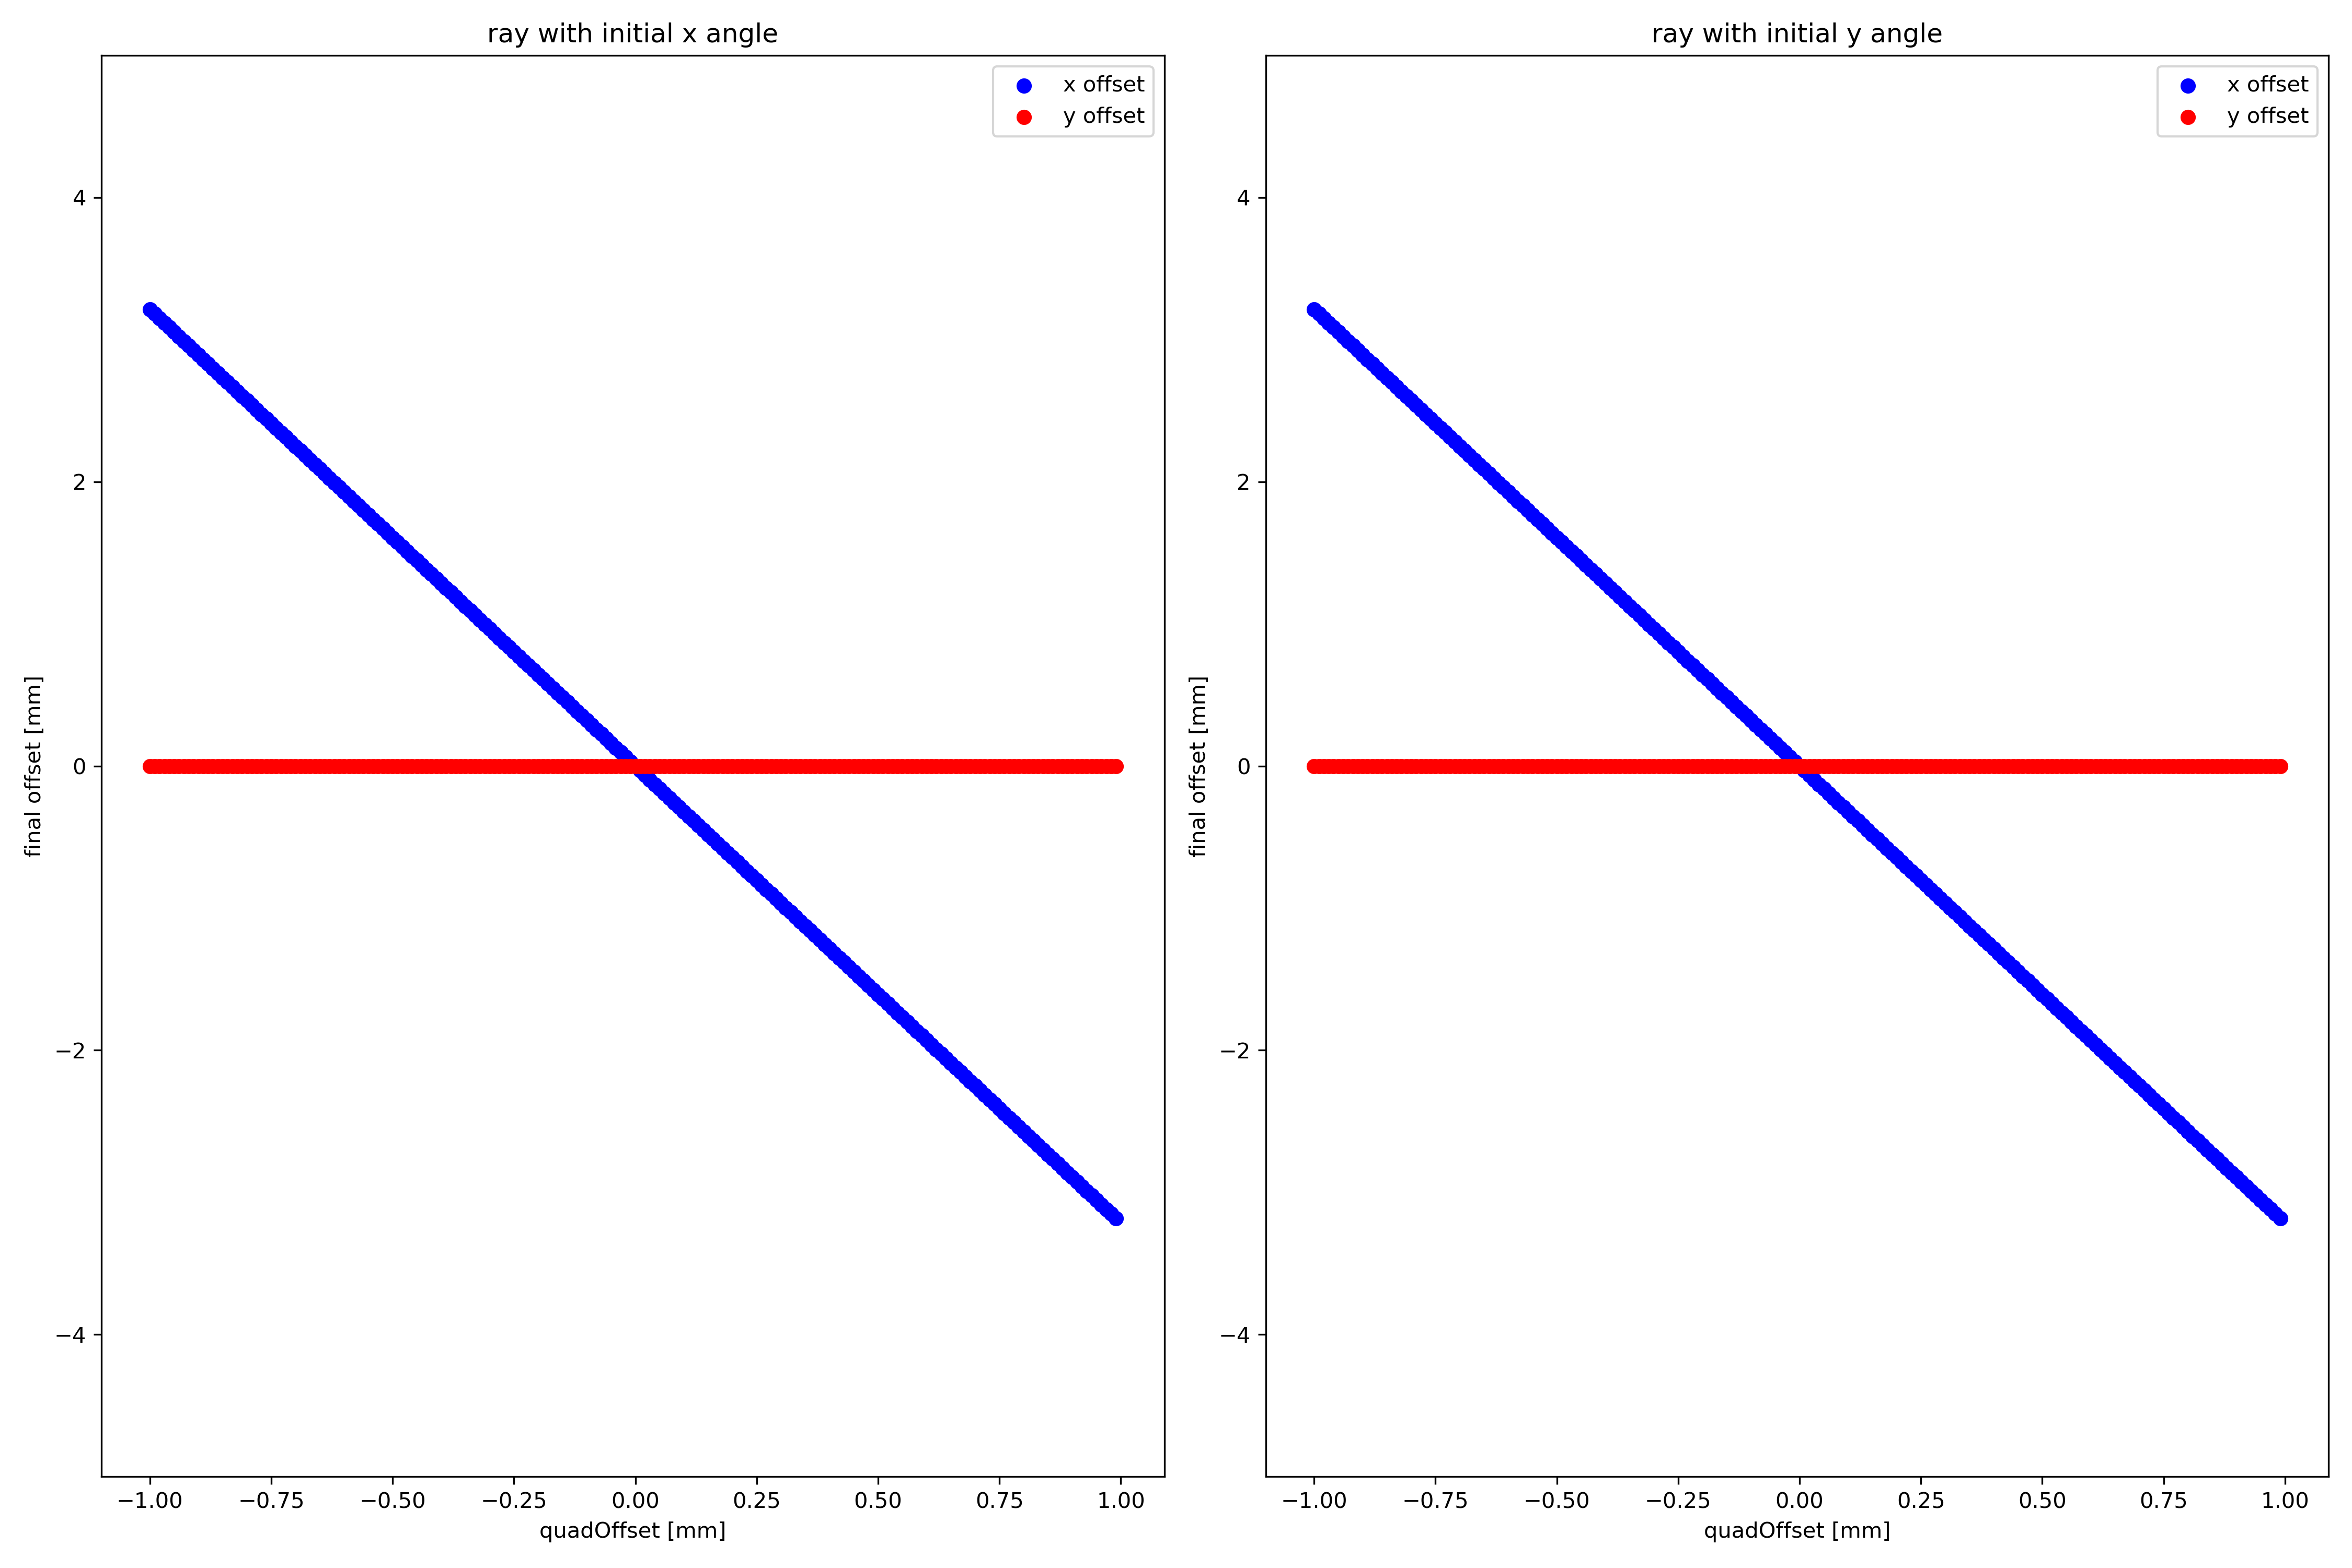 ray with initial x angle
x offset
y offset
4
2
0
−2
−4
final offset [mm]
−1.00 −0.75 −0.50 −0.25 0.00 0.25 0.50 0.75 1.00
quadOffset [mm]
ray with initial y angle
x offset
y offset
4
2
0
−2
−4
final offset [mm]
−1.00 −0.75 −0.50 −0.25 0.00 0.25 0.50 0.75 1.00
quadOffset [mm]